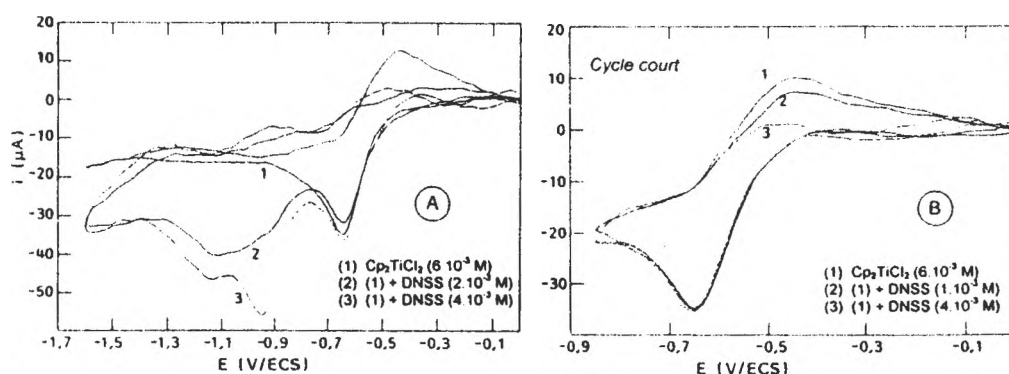 20
10
0
-10
-20
-30
-40
-50
i (µA)
1
2
3
A
(1) Cp₂TiCl₂ (6 10⁻³ M)
(2) (1) + DNSS (2.10⁻³ M)
(3) (1) + DNSS (4.10⁻³ M)
-1,7 -1,3 -1,1 -0,9 -0,5 -0,3 -0,1
E (V/ECS)
20
10
0
-10
-20
-30
Cycle court
1
2
3
B
(1) Cp₂TiCl₂ (6.10⁻³ M)
(2) (1) + DNSS (1.10⁻³ M)
(3) (1) + DNSS (4.10⁻³ M)
-0,9 -0,7 -0,5 -0,3 -0,1
E (V/ECS)